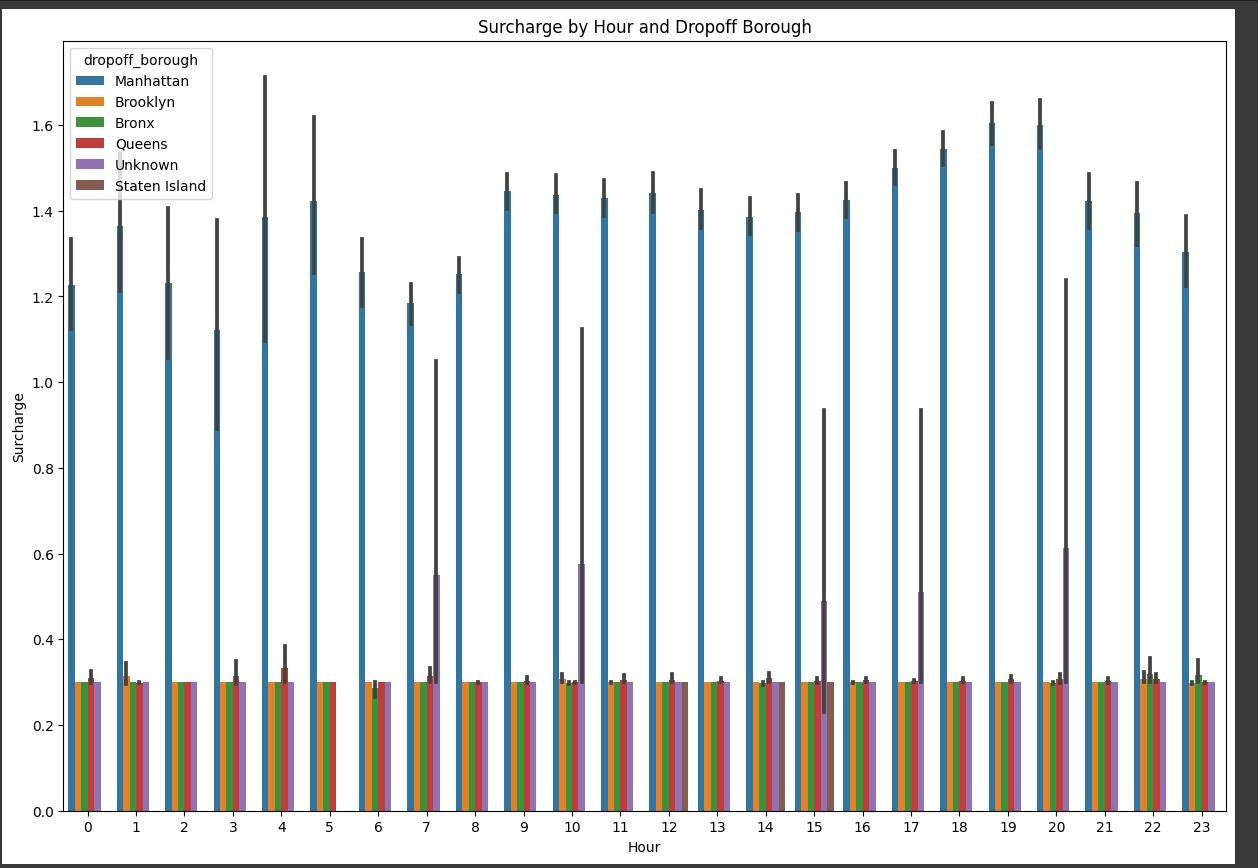 Surcharge by Hour and Dropoff Borough
dropoff_borough
Manhattan
Brooklyn
Bronx
Queens
Unknown
Staten Island
1.6
1.4
1.2
1.0
0.8
0.6
0.4
0.2
0.0
Surcharge
0 1 2 3 4 5 6 7 8 9 10 11 12 13 14 15 16 17 18 19 20 21 22 23
Hour